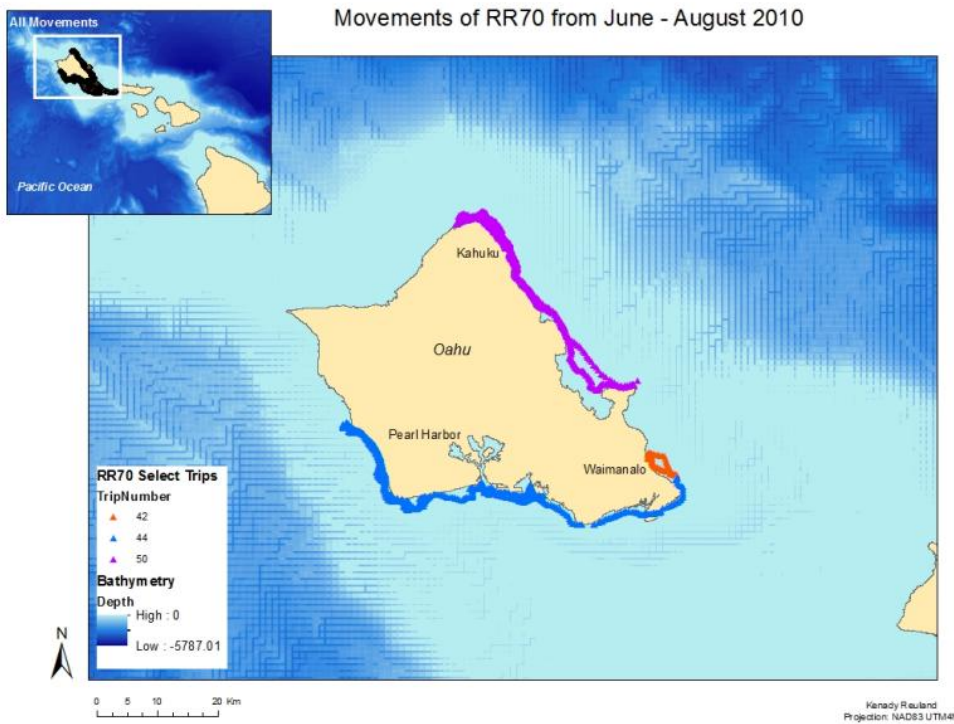 Movements of RR70 from June - August 2010
All Movements
Pacific Ocean
Kahuku
Oahu
Pearl Harbor
Waimanalo
RR70 Select Trips
TripNumber
42
44
50
Bathymetry
Depth
High : 0
Low : -5787.01
N
0 5 10 20 Km
Kenady Reuland
Projection: NAD83 UTM4N